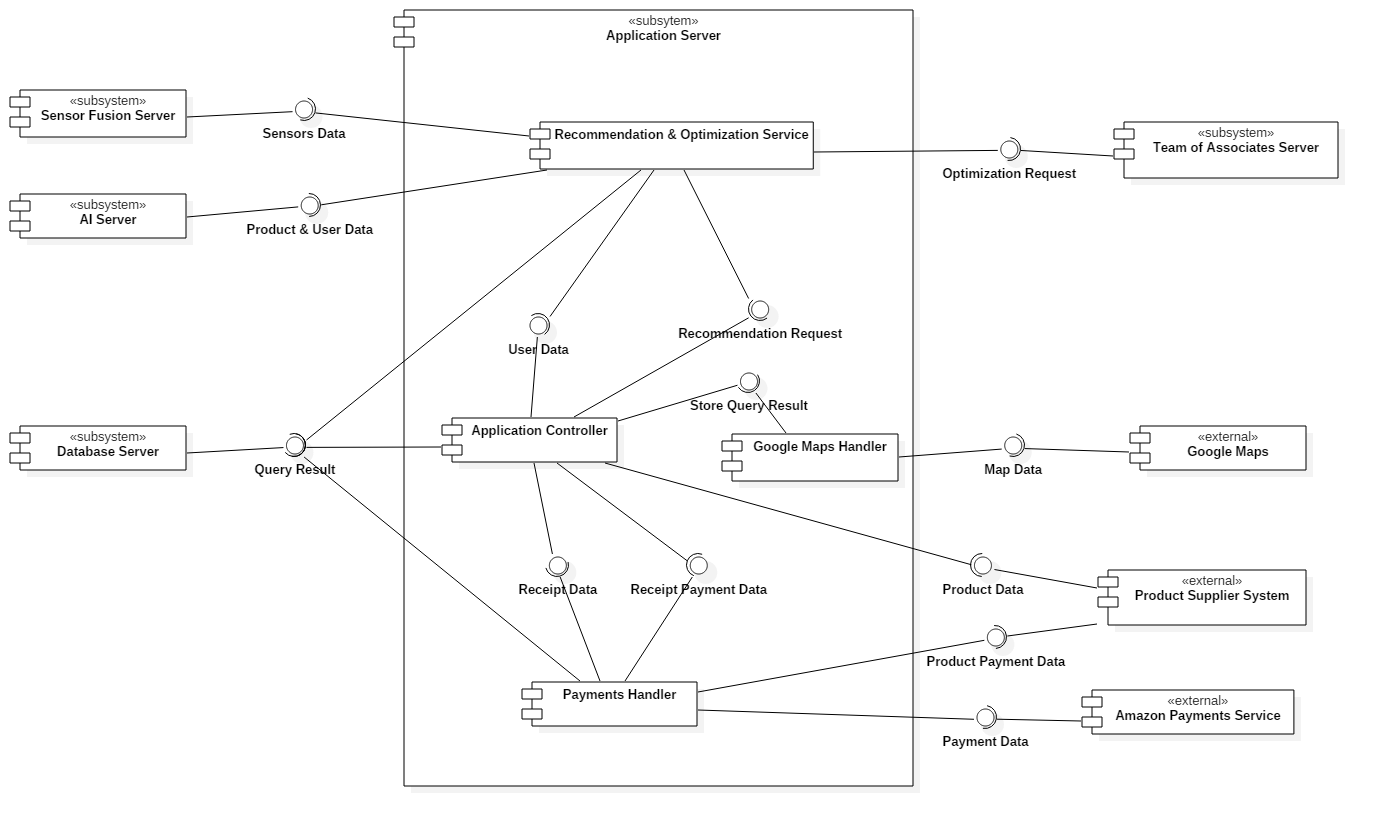 «subsytem»
Application Server
«subsystem»
Sensor Fusion Server
Sensors Data
Recommendation & Optimization Service
Optimization Request
«subsystem»
Team of Associates Server
«subsystem»
AI Server
Product & User Data
User Data
Recommendation Request
Store Query Result
«subsystem»
Database Server
Query Result
Application Controller
Google Maps Handler
Map Data
«external»
Google Maps
Receipt Data
Receipt Payment Data
Product Data
«external»
Product Supplier System
Product Payment Data
Payments Handler
Payment Data
«external»
Amazon Payments Service